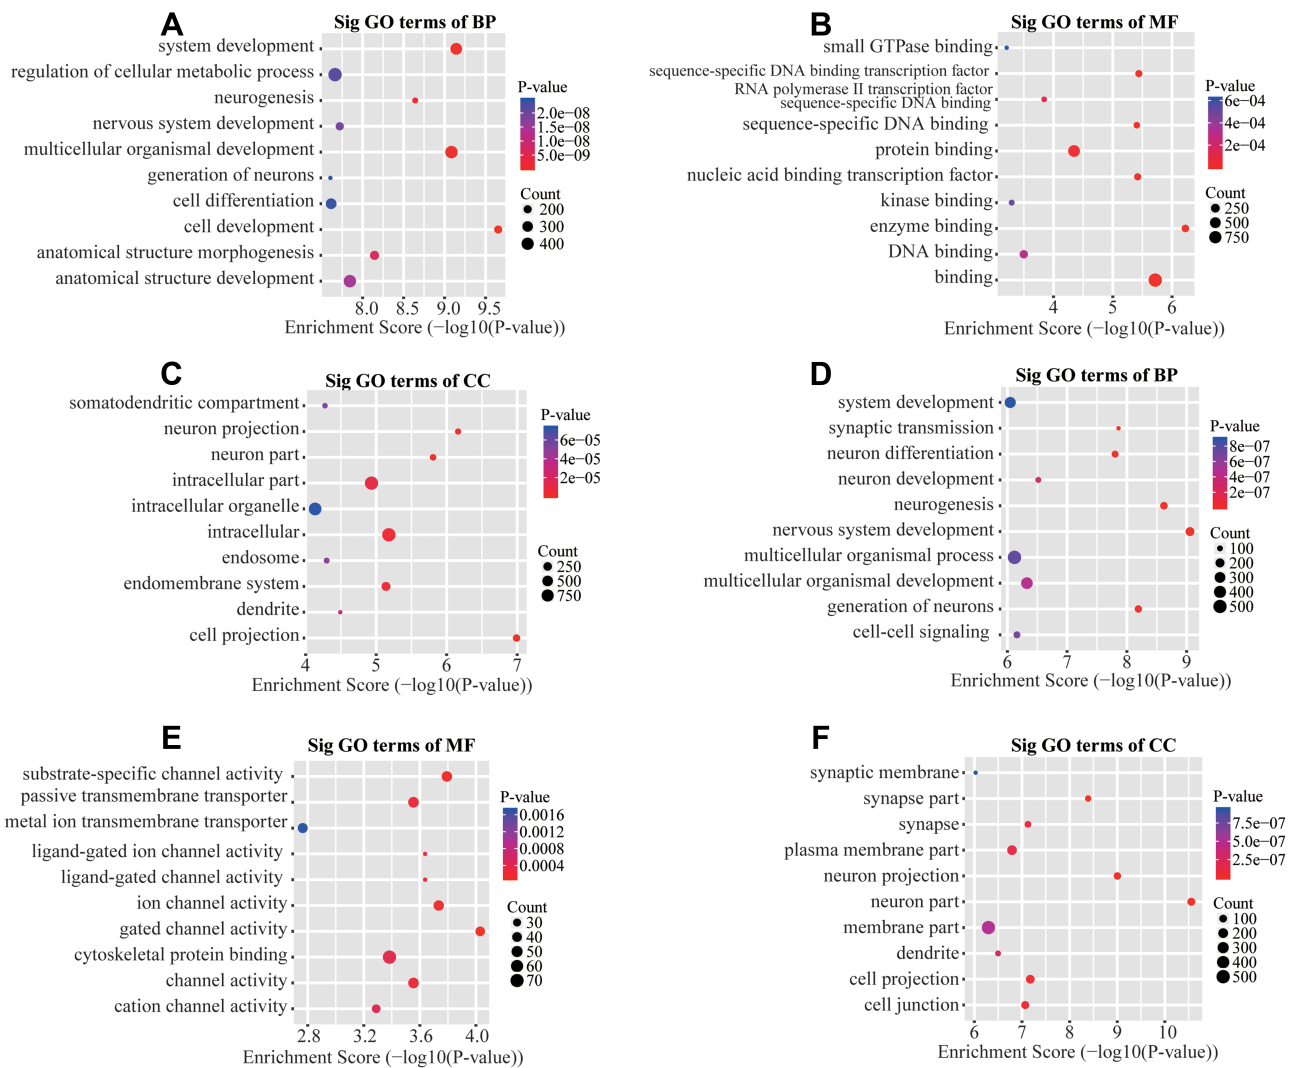 A
Sig GO terms of BP
system development
regulation of cellular metabolic process
neurogenesis
nervous system development
multicellular organismal development
generation of neurons
cell differentiation
cell development
anatomical structure morphogenesis
anatomical structure development
8.0 8.5 9.0 9.5
Enrichment Score (−log10(P-value))
P-value
2.0e−08
1.5e−08
1.0e−08
5.0e−09
Count
200
300
400
B
Sig GO terms of MF
small GTPase binding
sequence-specific DNA binding transcription factor
RNA polymerase II transcription factor
sequence-specific DNA binding
sequence-specific DNA binding
protein binding
nucleic acid binding transcription factor
kinase binding
enzyme binding
DNA binding
binding
4 5 6
Enrichment Score (−log10(P-value))
P-value
6e−04
4e−04
2e−04
Count
250
500
750
C
Sig GO terms of CC
somatodendritic compartment
neuron projection
neuron part
intracellular part
intracellular organelle
intracellular
endosome
endomembrane system
dendrite
cell projection
4 5 6 7
Enrichment Score (−log10(P-value))
P-value
6e−05
4e−05
2e−05
Count
250
500
750
D
Sig GO terms of BP
system development
synaptic transmission
neuron differentiation
neuron development
neurogenesis
nervous system development
multicellular organismal process
multicellular organismal development
generation of neurons
cell-cell signaling
6 7 8 9
Enrichment Score (−log10(P-value))
P-value
8e−07
6e−07
4e−07
2e−07
Count
100
200
300
400
500
E
Sig GO terms of MF
substrate-specific channel activity
passive transmembrane transporter
metal ion transmembrane transporter
ligand-gated ion channel activity
ligand-gated channel activity
ion channel activity
gated channel activity
cytoskeletal protein binding
channel activity
cation channel activity
2.8 3.2 3.6 4.0
Enrichment Score (−log10(P-value))
P-value
0.0016
0.0012
0.0008
0.0004
Count
30
40
50
60
70
F
Sig GO terms of CC
synaptic membrane
synapse part
synapse
plasma membrane part
neuron projection
neuron part
membrane part
dendrite
cell projection
cell junction
6 7 8 9 10
Enrichment Score (−log10(P-value))
P-value
7.5e−07
5.0e−07
2.5e−07
Count
100
200
300
400
500